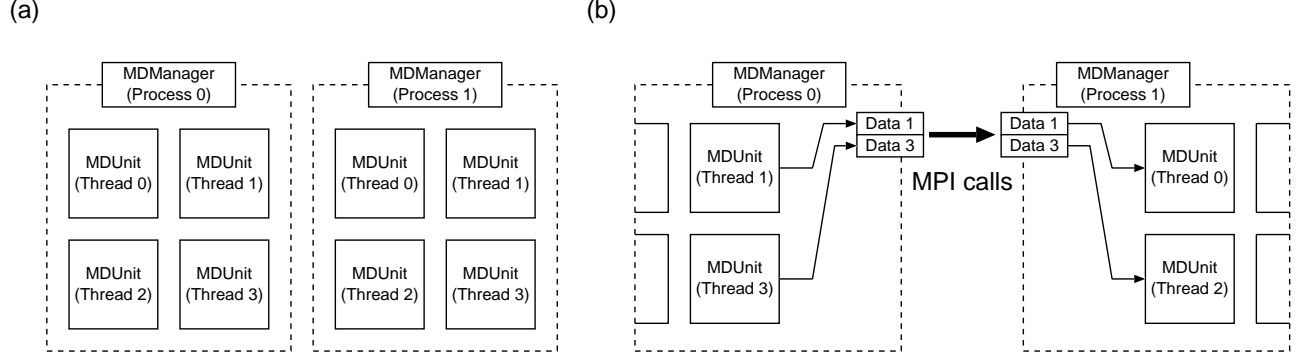 (a)
MDManager
(Process 0)
MDUnit
(Thread 0)
MDUnit
(Thread 1)
MDUnit
(Thread 2)
MDUnit
(Thread 3)
MDManager
(Process 1)
MDUnit
(Thread 0)
MDUnit
(Thread 1)
MDUnit
(Thread 2)
MDUnit
(Thread 3)
(b)
MDManager
(Process 0)
MDUnit
(Thread 1)
MDUnit
(Thread 3)
Data 1
Data 3
MPI calls
MDManager
(Process 1)
Data 1
Data 3
MDUnit
(Thread 0)
MDUnit
(Thread 2)